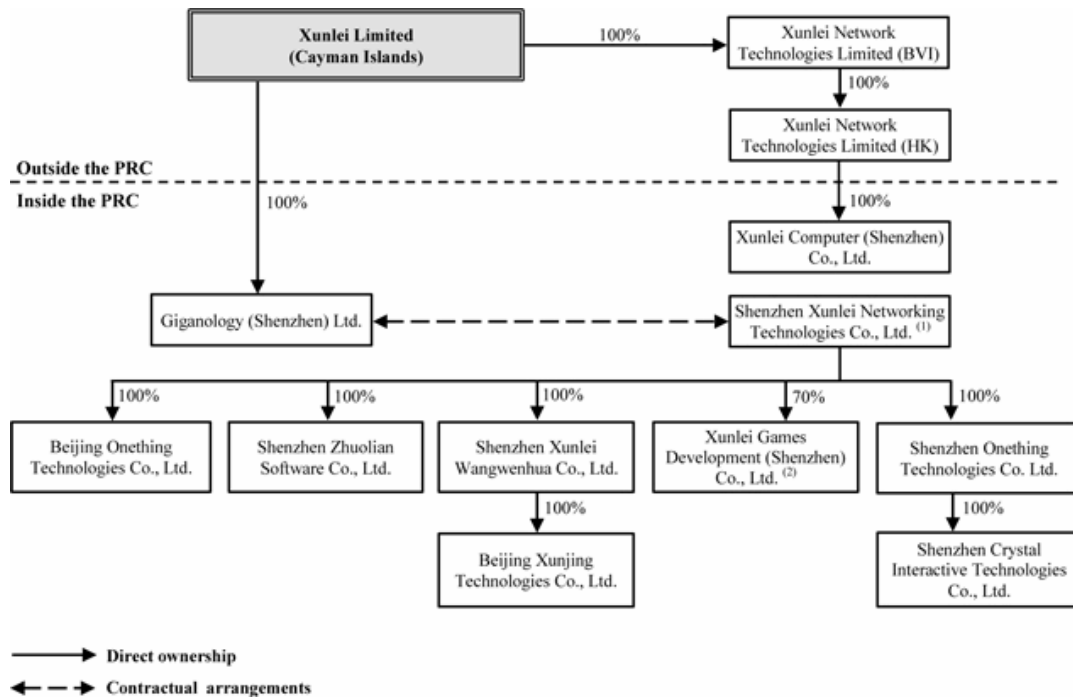 Xunlei Limited
(Cayman Islands)
100%
Xunlei Network
Technologies Limited (BVI)
100%
Xunlei Network
Technologies Limited (HK)
Outside the PRC
Inside the PRC
100%
100%
Xunlei Computer (Shenzhen)
Co., Ltd.
Giganology (Shenzhen) Ltd.
Shenzhen Xunlei Networking
Technologies Co., Ltd. (1)
100%
100%
100%
70%
100%
Beijing Onething
Technologies Co., Ltd.
Shenzhen Zhuolian
Software Co., Ltd.
Shenzhen Xunlei
Wangwenhua Co., Ltd.
Xunlei Games
Development (Shenzhen)
Co., Ltd. (2)
Shenzhen Onething
Technologies Co. Ltd.
100%
100%
Beijing Xunjing
Technologies Co., Ltd.
Shenzhen Crystal
Interactive Technologies
Co., Ltd.
Direct ownership
Contractual arrangements